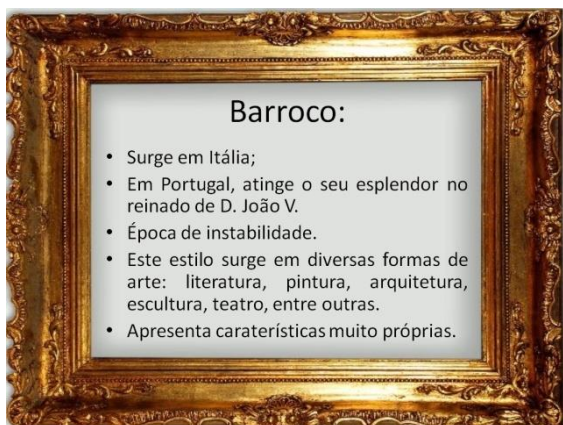 Barroco:
• Surge em Itália;
• Em Portugal, atinge o seu esplendor no
reinado de D. João V.
• Época de instabilidade.
• Este estilo surge em diversas formas de
arte: literatura, pintura, arquitetura,
escultura, teatro, entre outras.
• Apresenta caraterísticas muito próprias.